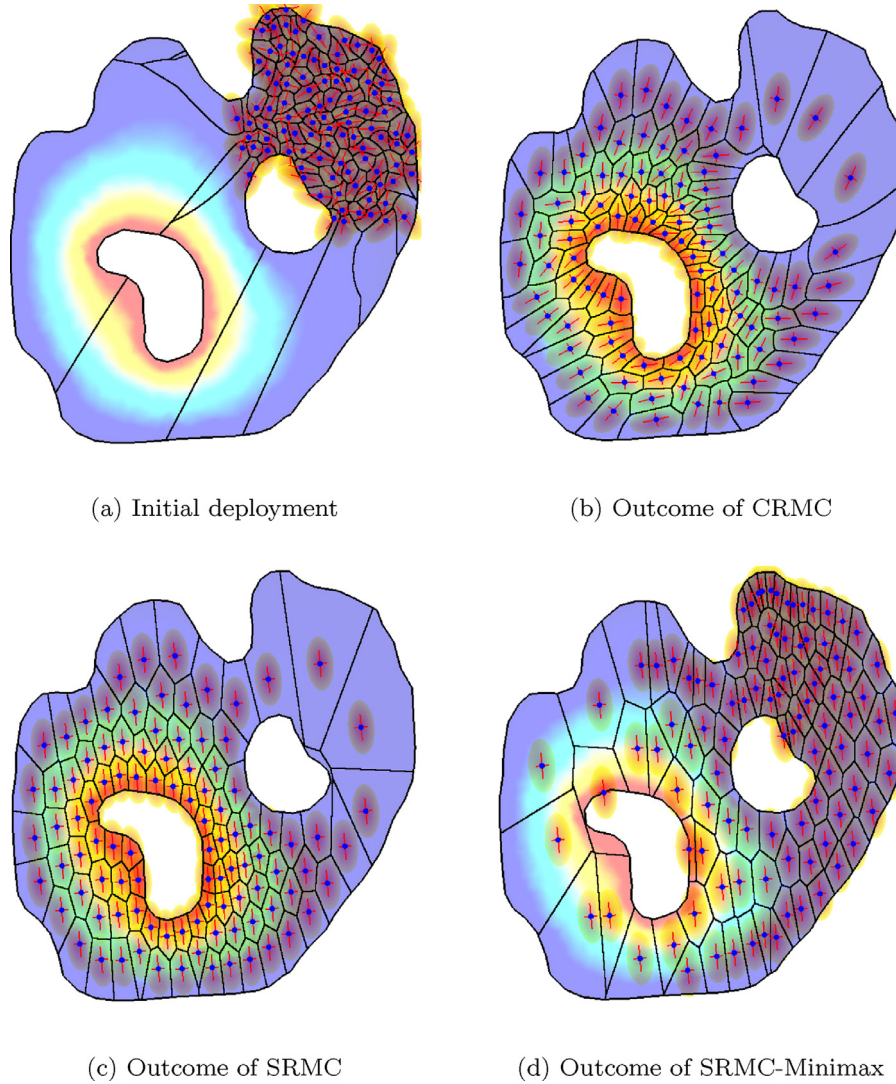 (a) Initial deployment
(b) Outcome of CRMC
(c) Outcome of SRMC
(d) Outcome of SRMC-Minimax